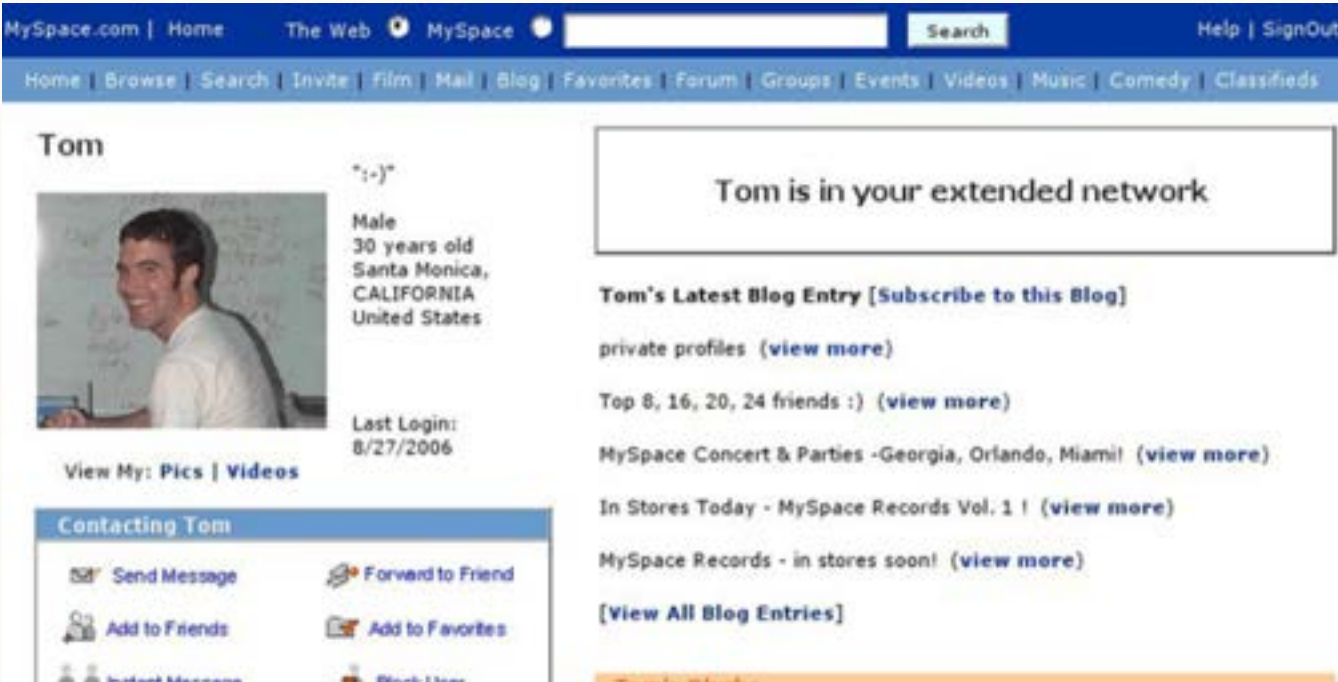 MySpace.com | Home The Web MySpace Search Help | SignOut
Home | Browse | Search | Invite | Film | Mail | Blog | Favorites | Forum | Groups | Events | Videos | Music | Comedy | Classifieds
Tom
":-)"
Male
30 years old
Santa Monica,
CALIFORNIA
United States
Last Login:
8/27/2006
View My: Pics | Videos
Contacting Tom
Send Message
Forward to Friend
Add to Friends
Add to Favorites
Instant Message
Block User
Tom is in your extended network
Tom's Latest Blog Entry [Subscribe to this Blog]
private profiles (view more)
Top 8, 16, 20, 24 friends :) (view more)
MySpace Concert & Parties -Georgia, Orlando, Miami! (view more)
In Stores Today - MySpace Records Vol. 1 ! (view more)
MySpace Records - in stores soon! (view more)
[View All Blog Entries]